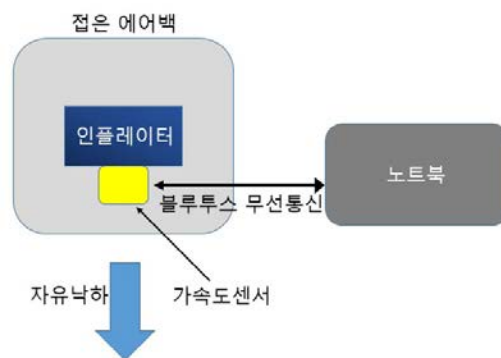 접은 에어백
인플레이터
노트북
블루투스 무선통신
자유낙하
가속도센서